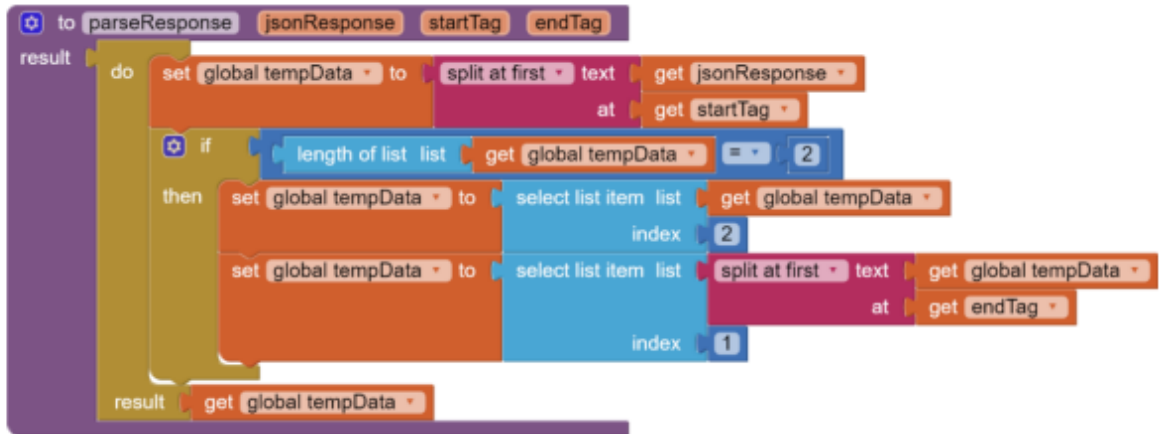 to parseResponse jsonResponse startTag endTag
result
do set global tempData to split at first text get jsonResponse
at get startTag
if length of list list get global tempData = 2
then set global tempData to select list item list get global tempData
index 2
set global tempData to select list item list split at first text get global tempData
at get endTag
index 1
result get global tempData